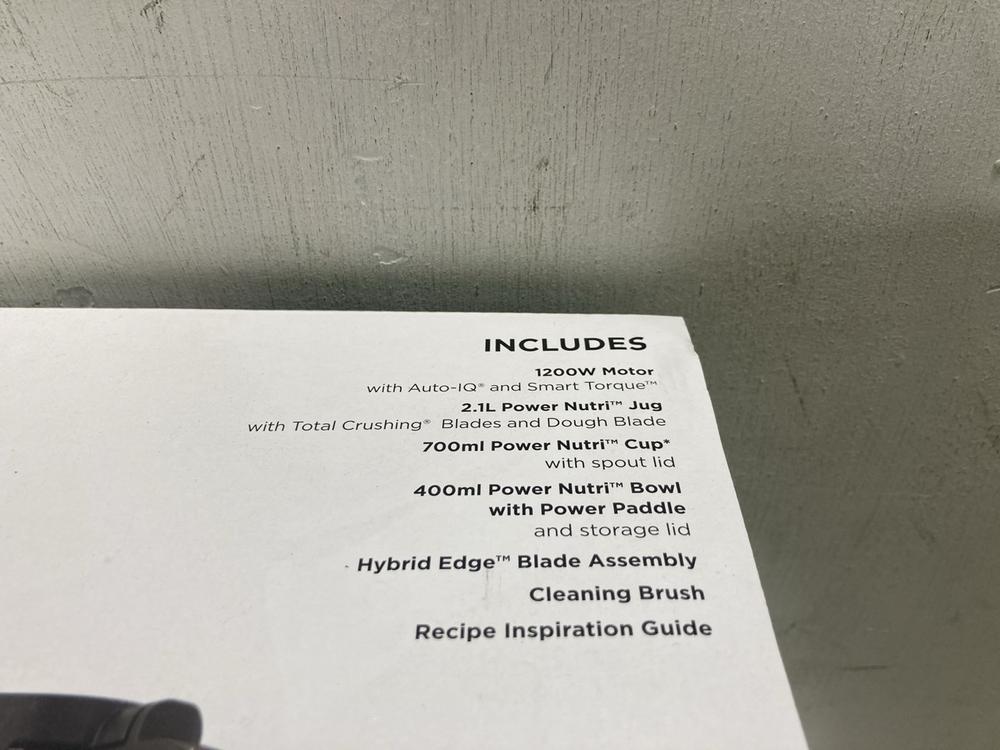 INCLUDES
1200W Motor
with Auto-IQ® and Smart Torque™
2.1L Power Nutri™ Jug
with Total Crushing® Blades and Dough Blade
700ml Power Nutri™ Cup*
with spout lid
400ml Power Nutri™ Bowl
with Power Paddle
and storage lid
Hybrid Edge™ Blade Assembly
Cleaning Brush
Recipe Inspiration Guide